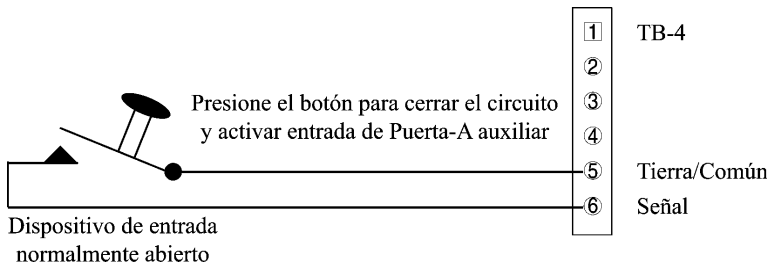 1 TB-4
2
Presione el botón para cerrar el circuito
3
y activar entrada de Puerta-A auxiliar
4
5 Tierra/Común
6 Señal
Dispositivo de entrada
normalmente abierto